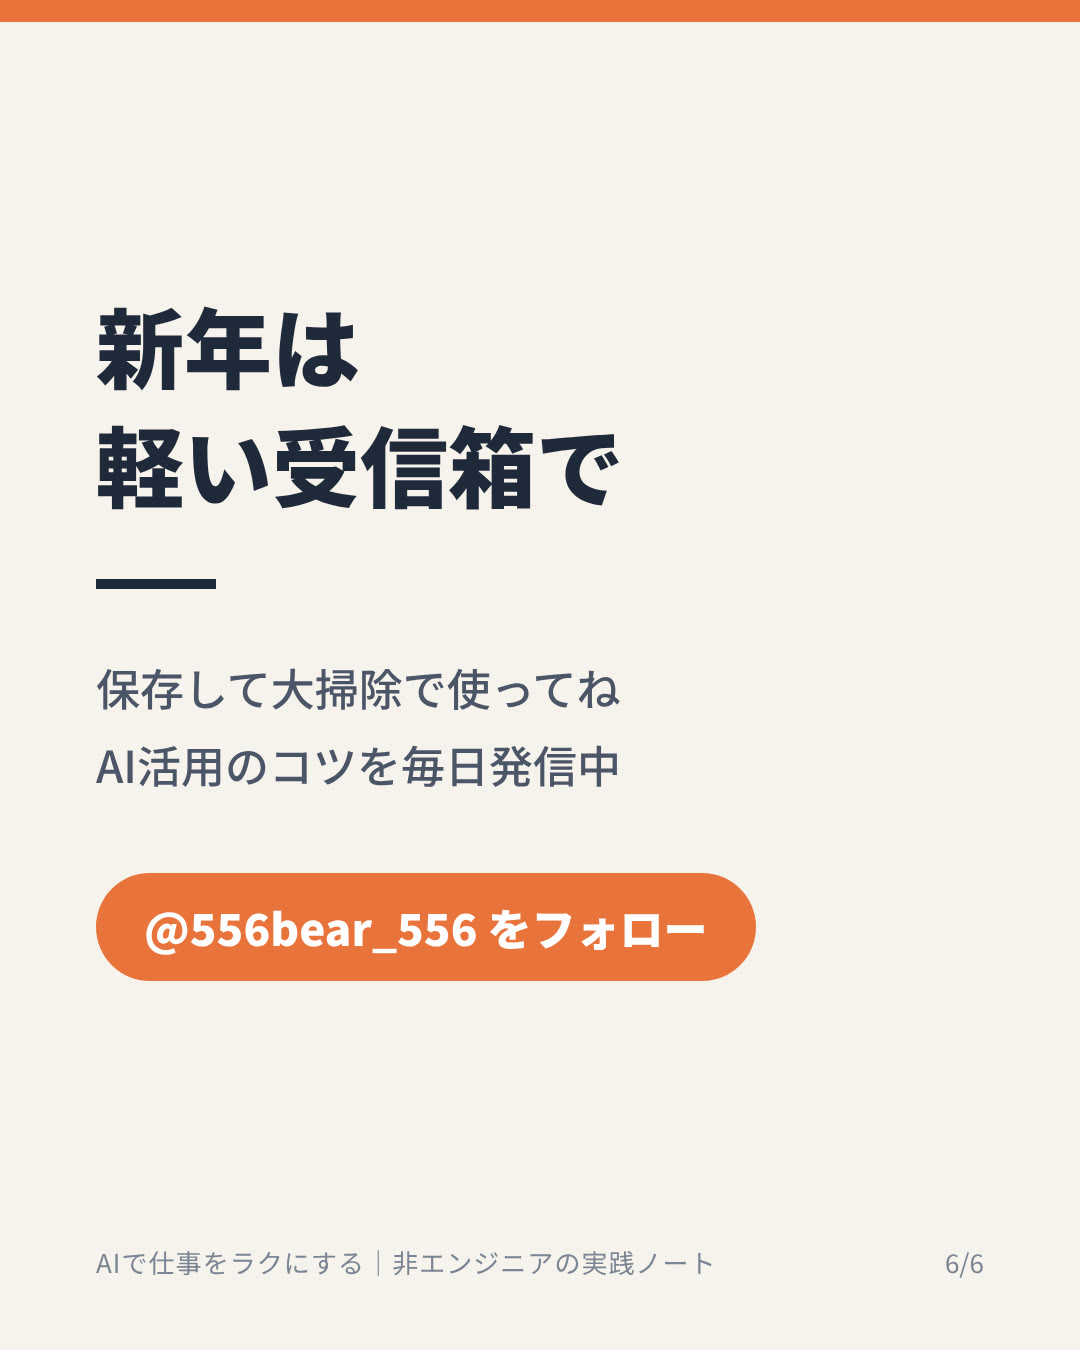 新年は
軽い受信箱で
保存して大掃除で使ってね
AI活用のコツを毎日発信中
@556bear_556 をフォロー
AIで仕事をラクにする｜非エンジニアの実践ノート
6/6